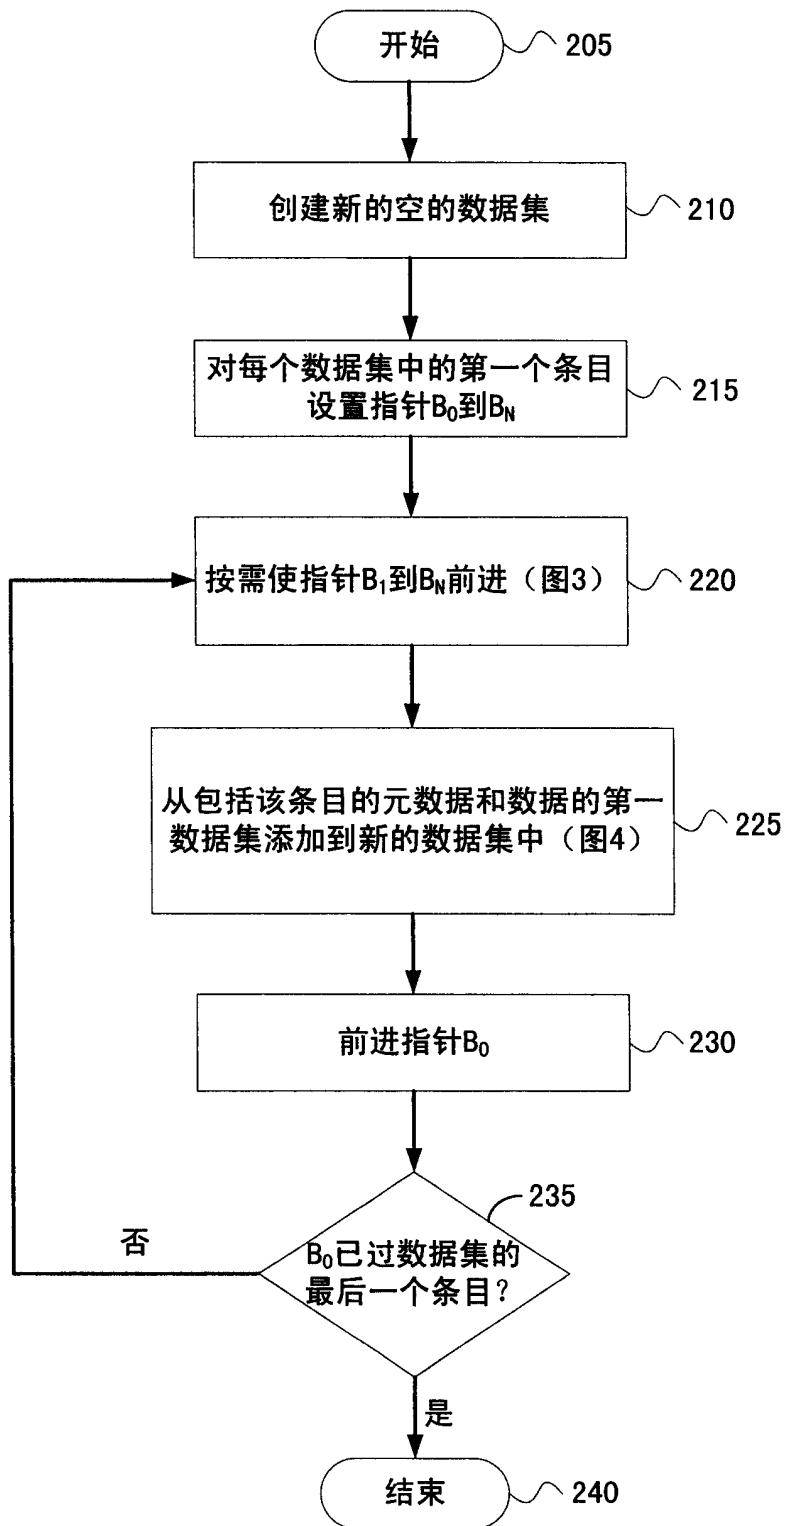 开始
205
创建新的空的数据集
210
对每个数据集中的第一个条目
设置指针B₀到B_N
215
按需使指针B₁到B_N前进（图3）
220
从包括该条目的元数据和数据的第一
数据集添加到新的数据集中（图4）
225
前进指针B₀
230
235
B₀已过数据集的
最后一个条目？
否
是
结束
240